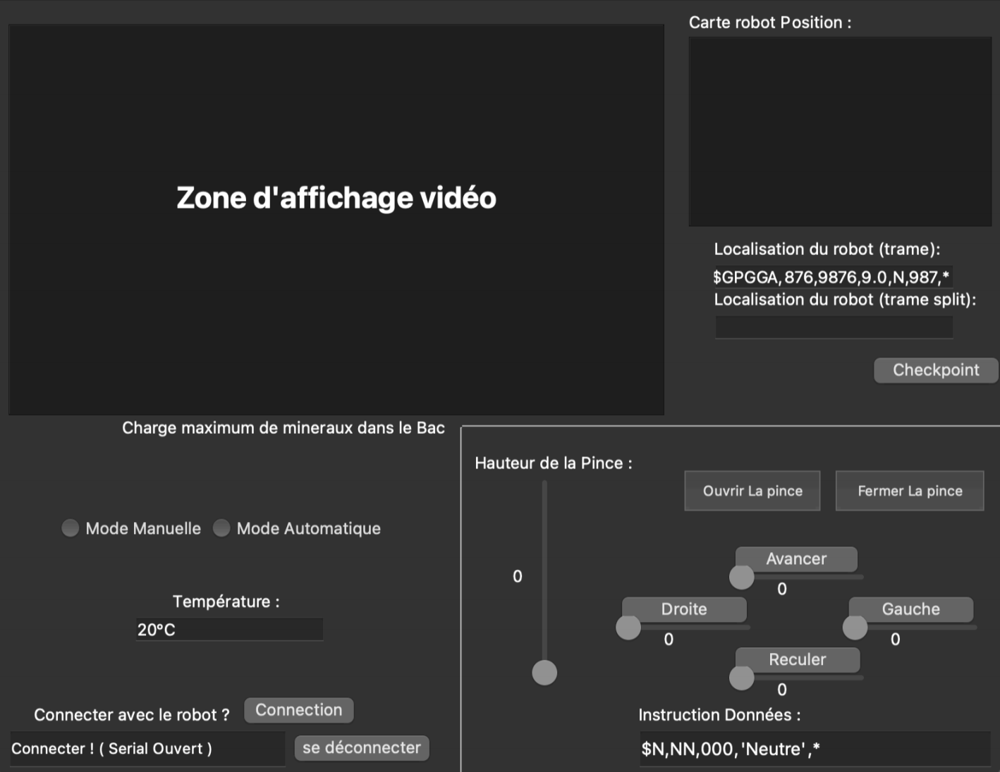 Carte robot Position :
Zone d'affichage vidéo
Localisation du robot (trame):
$GPGGA,876,9876,9.0,N,987,*
Localisation du robot (trame split):
Checkpoint
Charge maximum de mineraux dans le Bac
Hauteur de la Pince :
Ouvrir La pince
Fermer La pince
Mode Manuelle
Mode Automatique
Avancer
0
0
Droite
0
Gauche
0
Température :
20°C
Reculer
0
Connecter avec le robot ?
Connection
Connecter ! ( Serial Ouvert )
se déconnecter
Instruction Données :
$N,NN,000,'Neutre',*